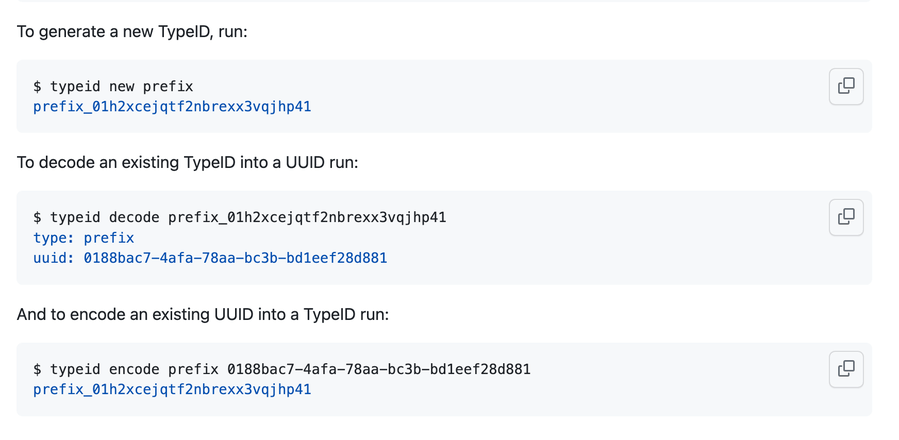 To generate a new TypeID, run:
$ typeid new prefix
prefix_01h2xcejqtf2nbrexx3vqjhp41
To decode an existing TypeID into a UUID run:
$ typeid decode prefix_01h2xcejqtf2nbrexx3vqjhp41
type: prefix
uuid: 0188bac7-4afa-78aa-bc3b-bd1eef28d881
And to encode an existing UUID into a TypeID run:
$ typeid encode prefix 0188bac7-4afa-78aa-bc3b-bd1eef28d881
prefix_01h2xcejqtf2nbrexx3vqjhp41